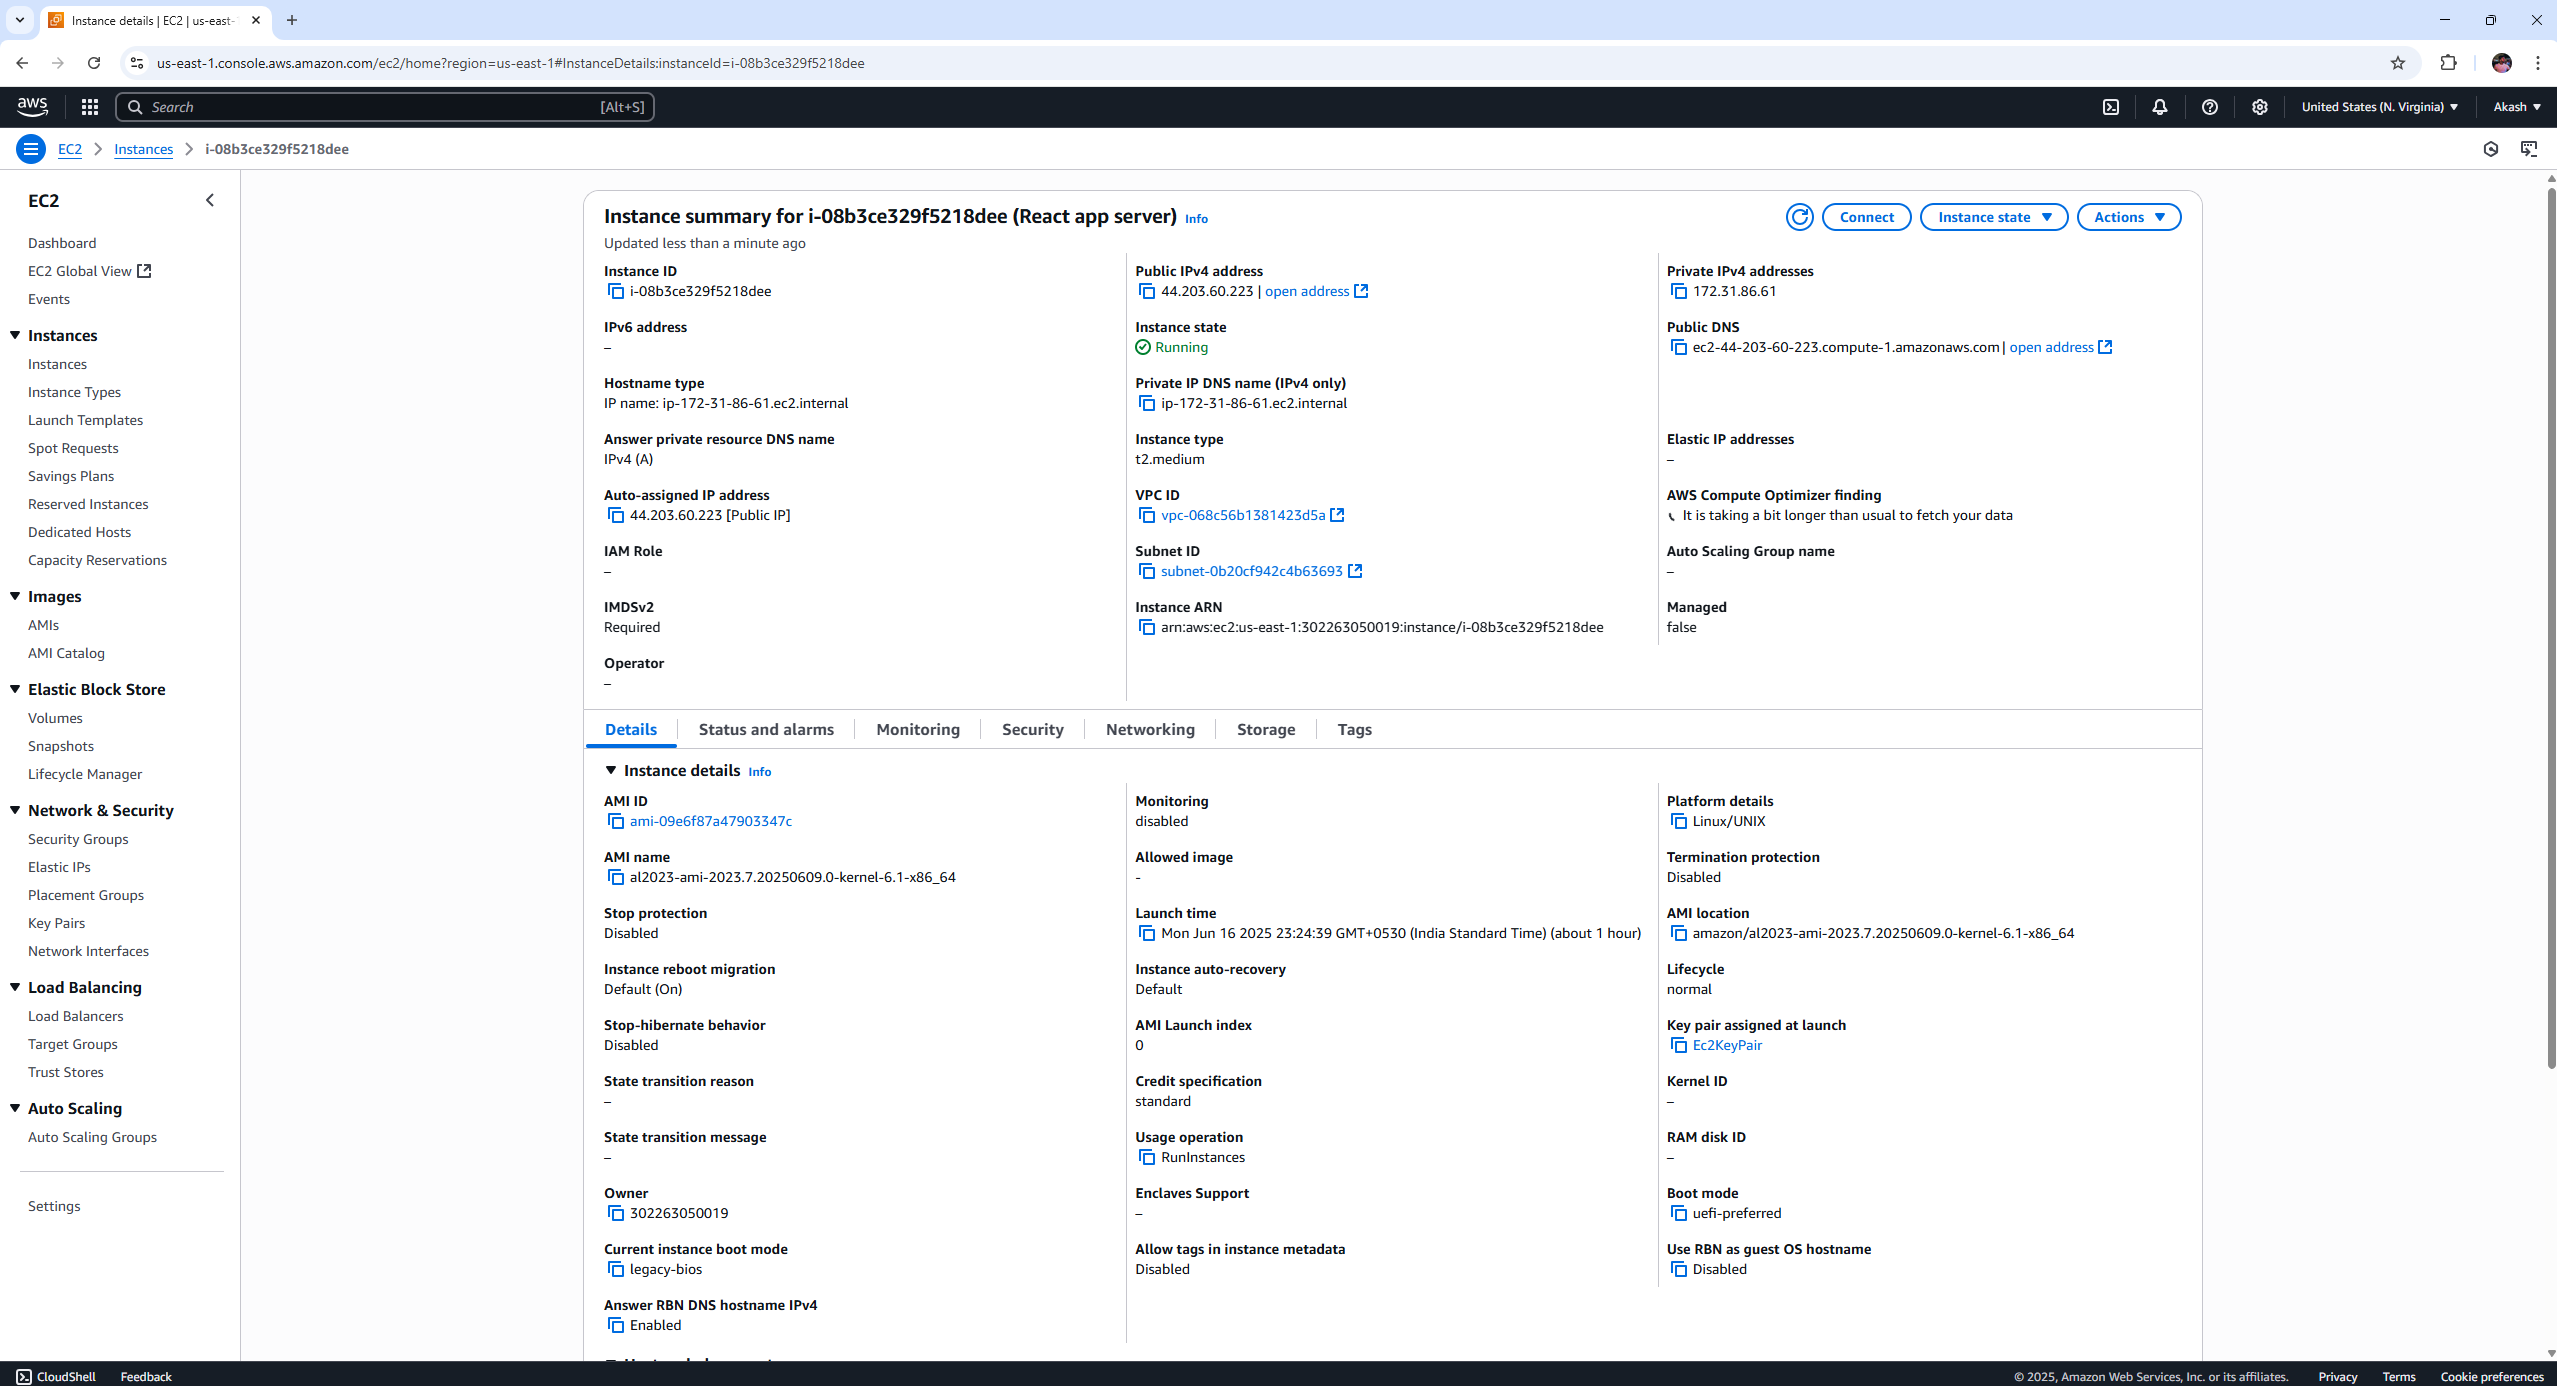 Instance details | EC2 | us-east-
us-east-1.console.aws.amazon.com/ec2/home?region=us-east-1#InstanceDetails:instanceId=i-08b3ce329f5218dee
aws
Search
[Alt+S]
United States (N. Virginia)
Akash
EC2
Instances
i-08b3ce329f5218dee
EC2
Dashboard
EC2 Global View
Events
Instances
Instances
Instance Types
Launch Templates
Spot Requests
Savings Plans
Reserved Instances
Dedicated Hosts
Capacity Reservations
Images
AMIs
AMI Catalog
Elastic Block Store
Volumes
Snapshots
Lifecycle Manager
Network & Security
Security Groups
Elastic IPs
Placement Groups
Key Pairs
Network Interfaces
Load Balancing
Load Balancers
Target Groups
Trust Stores
Auto Scaling
Auto Scaling Groups
Settings
Instance summary for i-08b3ce329f5218dee (React app server) Info
Updated less than a minute ago
Connect
Instance state
Actions
Instance ID
i-08b3ce329f5218dee
Public IPv4 address
44.203.60.223 | open address
Private IPv4 addresses
172.31.86.61
IPv6 address
–
Instance state
Running
Public DNS
ec2-44-203-60-223.compute-1.amazonaws.com | open address
Hostname type
IP name: ip-172-31-86-61.ec2.internal
Private IP DNS name (IPv4 only)
ip-172-31-86-61.ec2.internal
Answer private resource DNS name
IPv4 (A)
Instance type
t2.medium
Elastic IP addresses
–
Auto-assigned IP address
44.203.60.223 [Public IP]
VPC ID
vpc-068c56b1381423d5a
AWS Compute Optimizer finding
It is taking a bit longer than usual to fetch your data
IAM Role
–
Subnet ID
subnet-0b20cf942c4b63693
Auto Scaling Group name
–
IMDSv2
Required
Instance ARN
arn:aws:ec2:us-east-1:302263050019:instance/i-08b3ce329f5218dee
Managed
false
Operator
–
Details
Status and alarms
Monitoring
Security
Networking
Storage
Tags
Instance details Info
AMI ID
ami-09e6f87a47903347c
Monitoring
disabled
Platform details
Linux/UNIX
AMI name
al2023-ami-2023.7.20250609.0-kernel-6.1-x86_64
Allowed image
-
Termination protection
Disabled
Stop protection
Disabled
Launch time
Mon Jun 16 2025 23:24:39 GMT+0530 (India Standard Time) (about 1 hour)
AMI location
amazon/al2023-ami-2023.7.20250609.0-kernel-6.1-x86_64
Instance reboot migration
Default (On)
Instance auto-recovery
Default
Lifecycle
normal
Stop-hibernate behavior
Disabled
AMI Launch index
0
Key pair assigned at launch
Ec2KeyPair
State transition reason
–
Credit specification
standard
Kernel ID
–
State transition message
–
Usage operation
RunInstances
RAM disk ID
–
Owner
302263050019
Enclaves Support
–
Boot mode
uefi-preferred
Current instance boot mode
legacy-bios
Allow tags in instance metadata
Disabled
Use RBN as guest OS hostname
Disabled
Answer RBN DNS hostname IPv4
Enabled
CloudShell
Feedback
© 2025, Amazon Web Services, Inc. or its affiliates.
Privacy
Terms
Cookie preferences